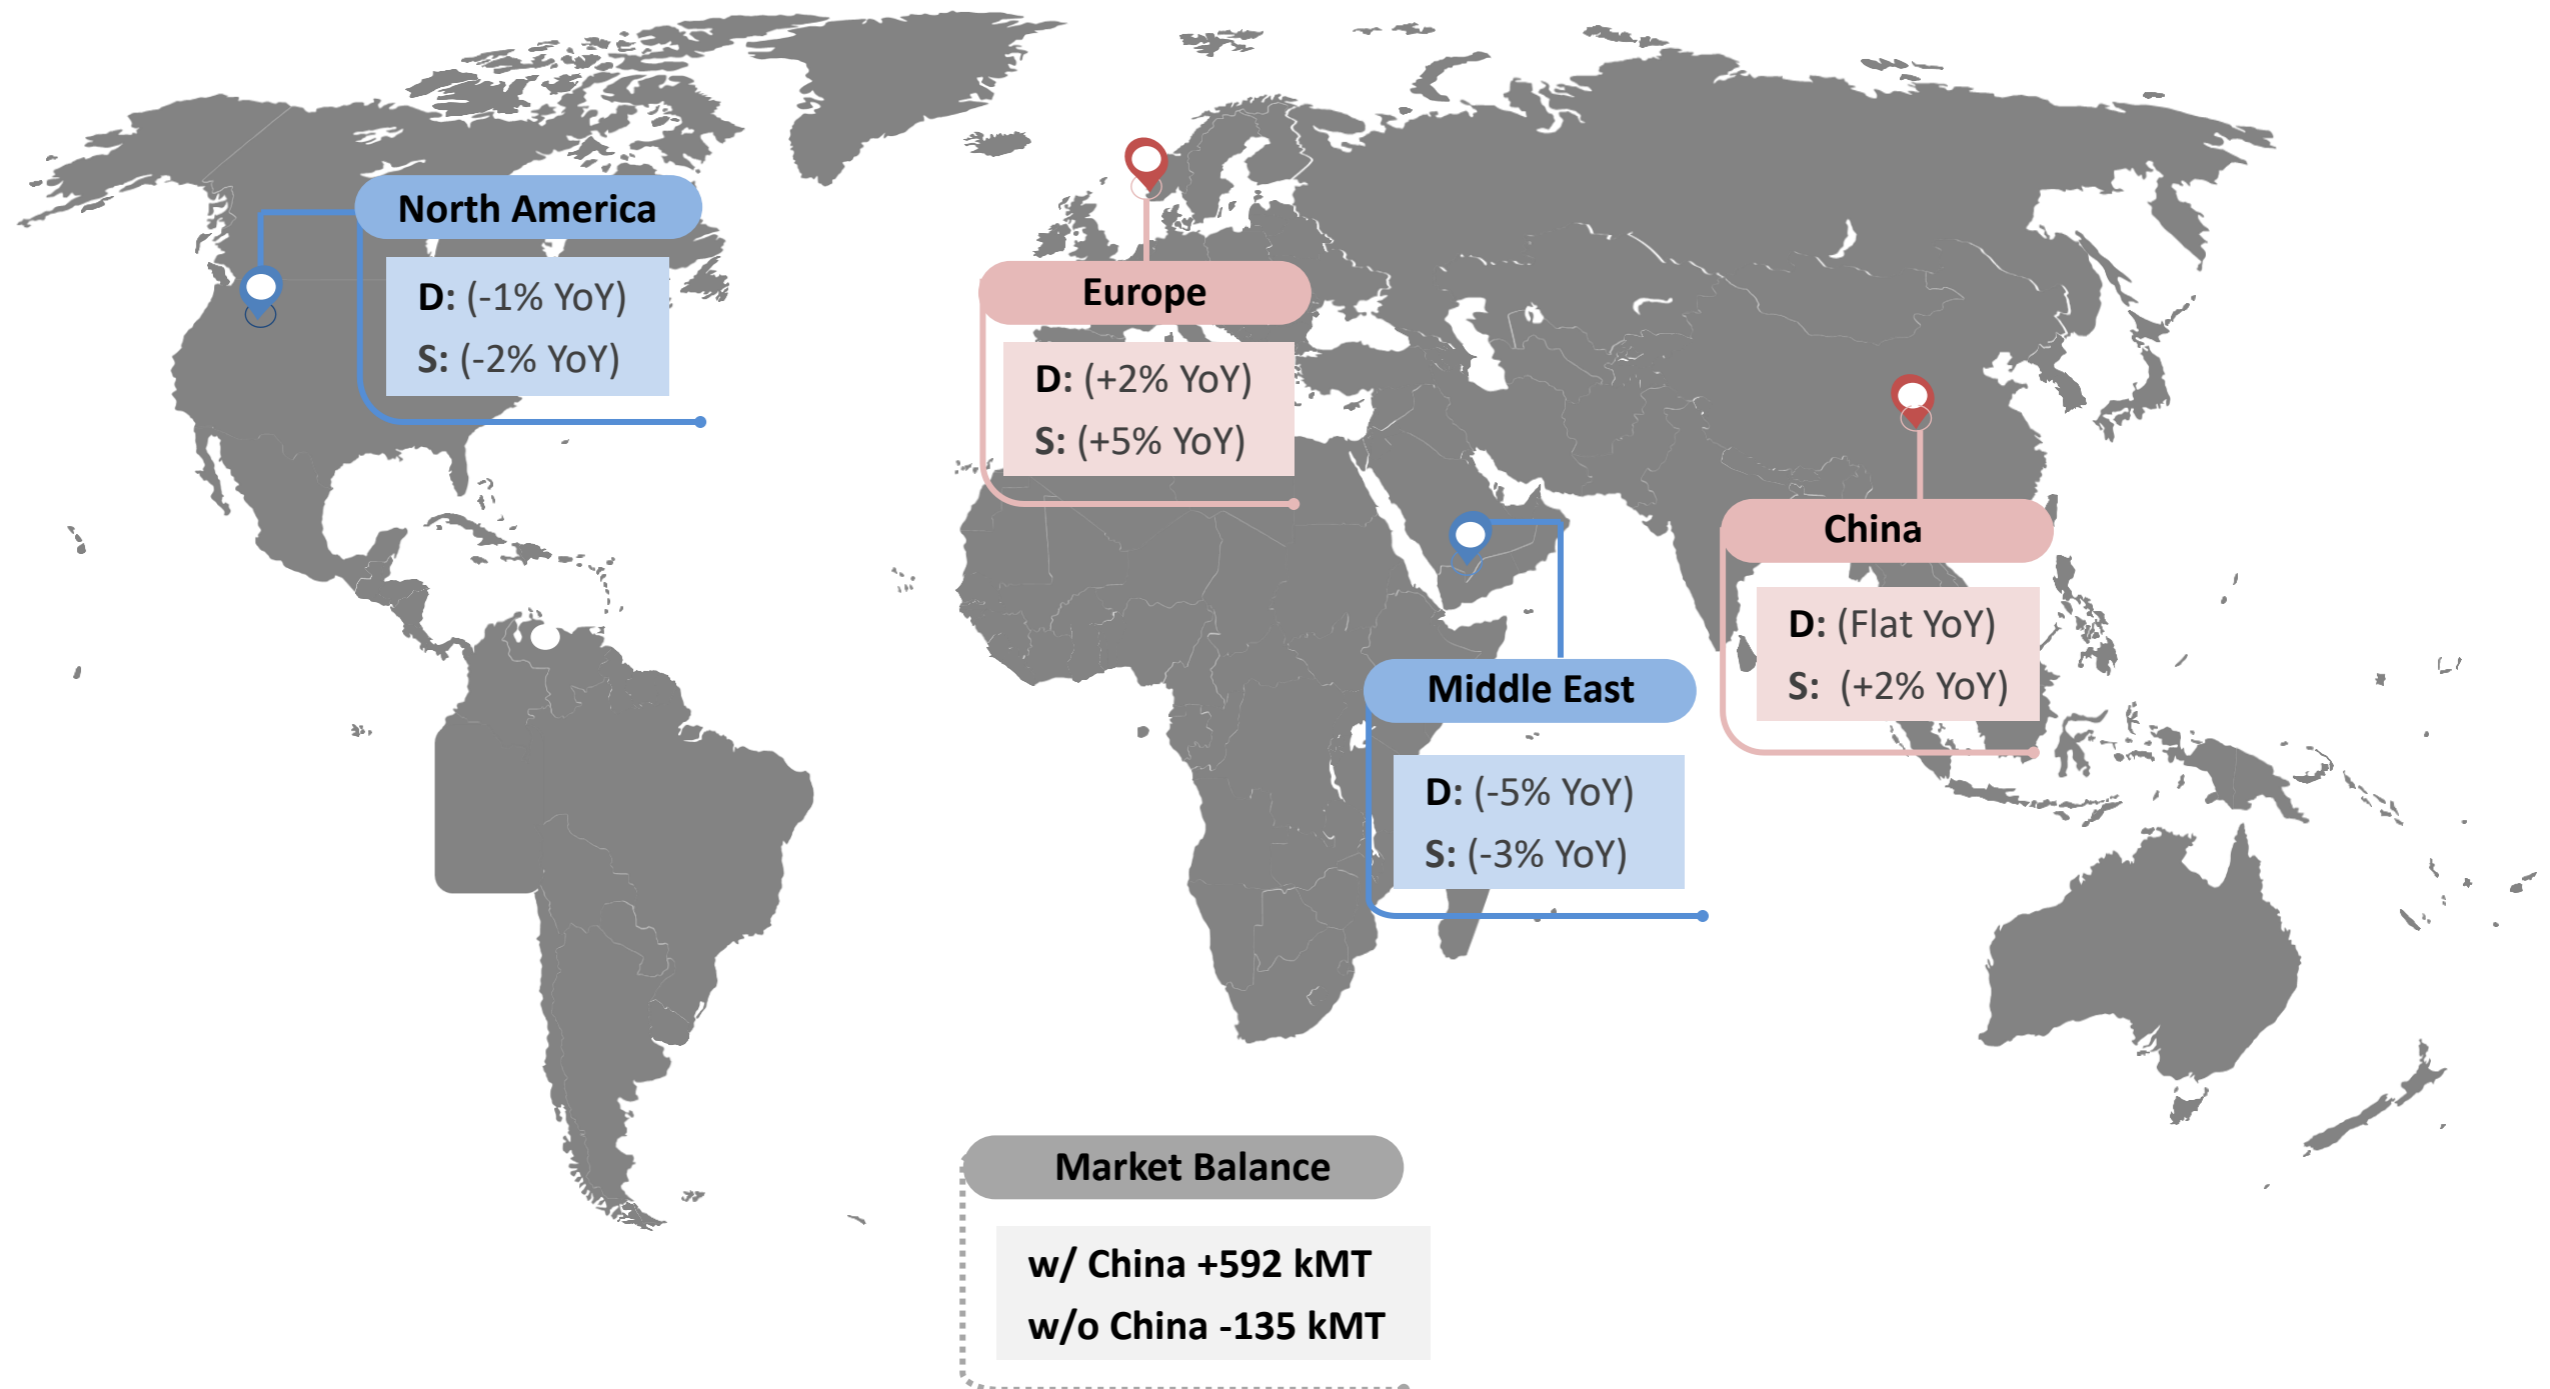 North America
D: (-1% YoY)
S: (-2% YoY)
Europe
D: (+2% YoY)
S: (+5% YoY)
China
D: (Flat YoY)
S: (+2% YoY)
Middle East
D: (-5% YoY)
S: (-3% YoY)
Market Balance
w/ China +592 kMT
w/o China -135 kMT